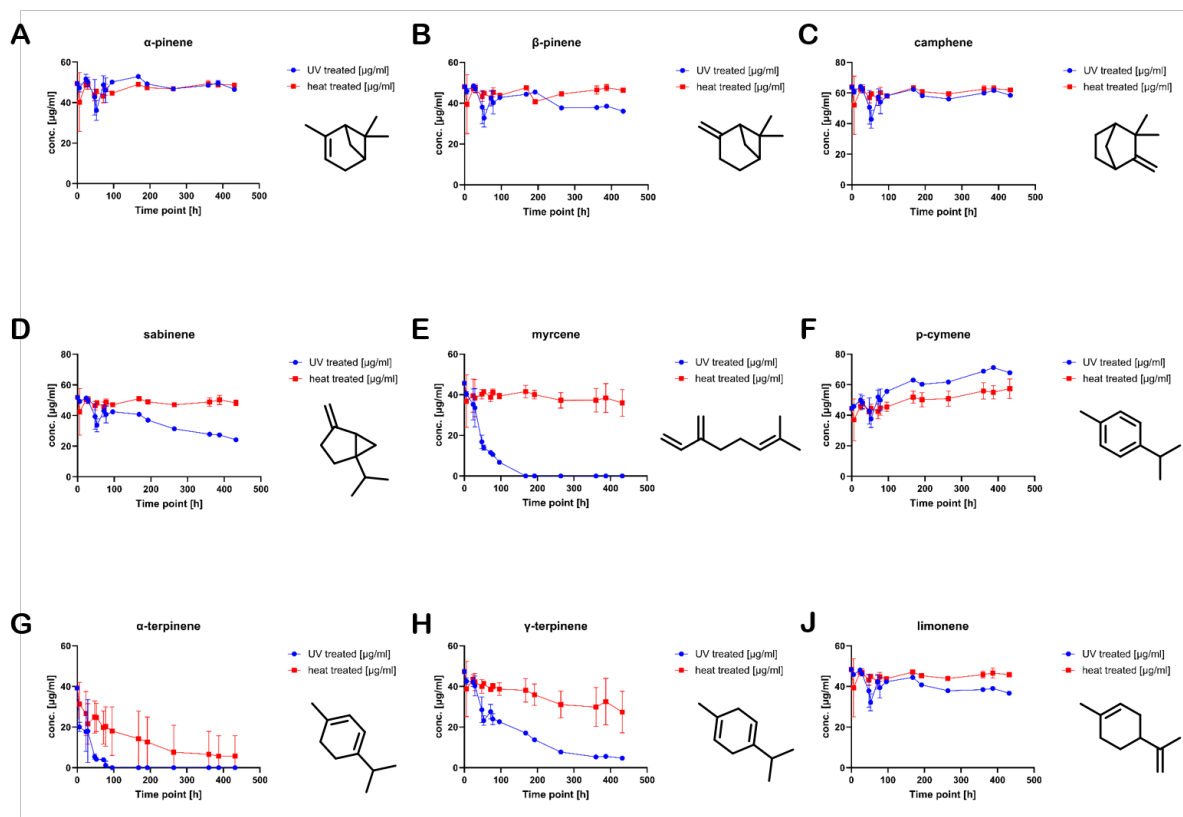 A
α-pinene
conc. [µg/ml]
60
40
20
0
0 100 200 300 400 500
Time point [h]
UV treated [µg/ml]
heat treated [µg/ml]
B
β-pinene
conc. [µg/ml]
60
40
20
0
0 100 200 300 400 500
Time point [h]
UV treated [µg/ml]
heat treated [µg/ml]
C
camphene
conc. [µg/ml]
80
60
40
20
0
0 100 200 300 400 500
Time point [h]
UV treated [µg/ml]
heat treated [µg/ml]
D
sabinene
conc. [µg/ml]
80
60
40
20
0
0 100 200 300 400 500
Time point [h]
UV treated [µg/ml]
heat treated [µg/ml]
E
myrcene
conc. [µg/ml]
60
40
20
0
0 100 200 300 400 500
Time point [h]
UV treated [µg/ml]
heat treated [µg/ml]
F
p-cymene
conc. [µg/ml]
80
60
40
20
0
0 100 200 300 400 500
Time point [h]
UV treated [µg/ml]
heat treated [µg/ml]
G
α-terpinene
conc. [µg/ml]
60
40
20
0
0 100 200 300 400 500
Time point [h]
UV treated [µg/ml]
heat treated [µg/ml]
H
γ-terpinene
conc. [µg/ml]
60
40
20
0
0 100 200 300 400 500
Time point [h]
UV treated [µg/ml]
heat treated [µg/ml]
J
limonene
conc. [µg/ml]
60
40
20
0
0 100 200 300 400 500
Time point [h]
UV treated [µg/ml]
heat treated [µg/ml]